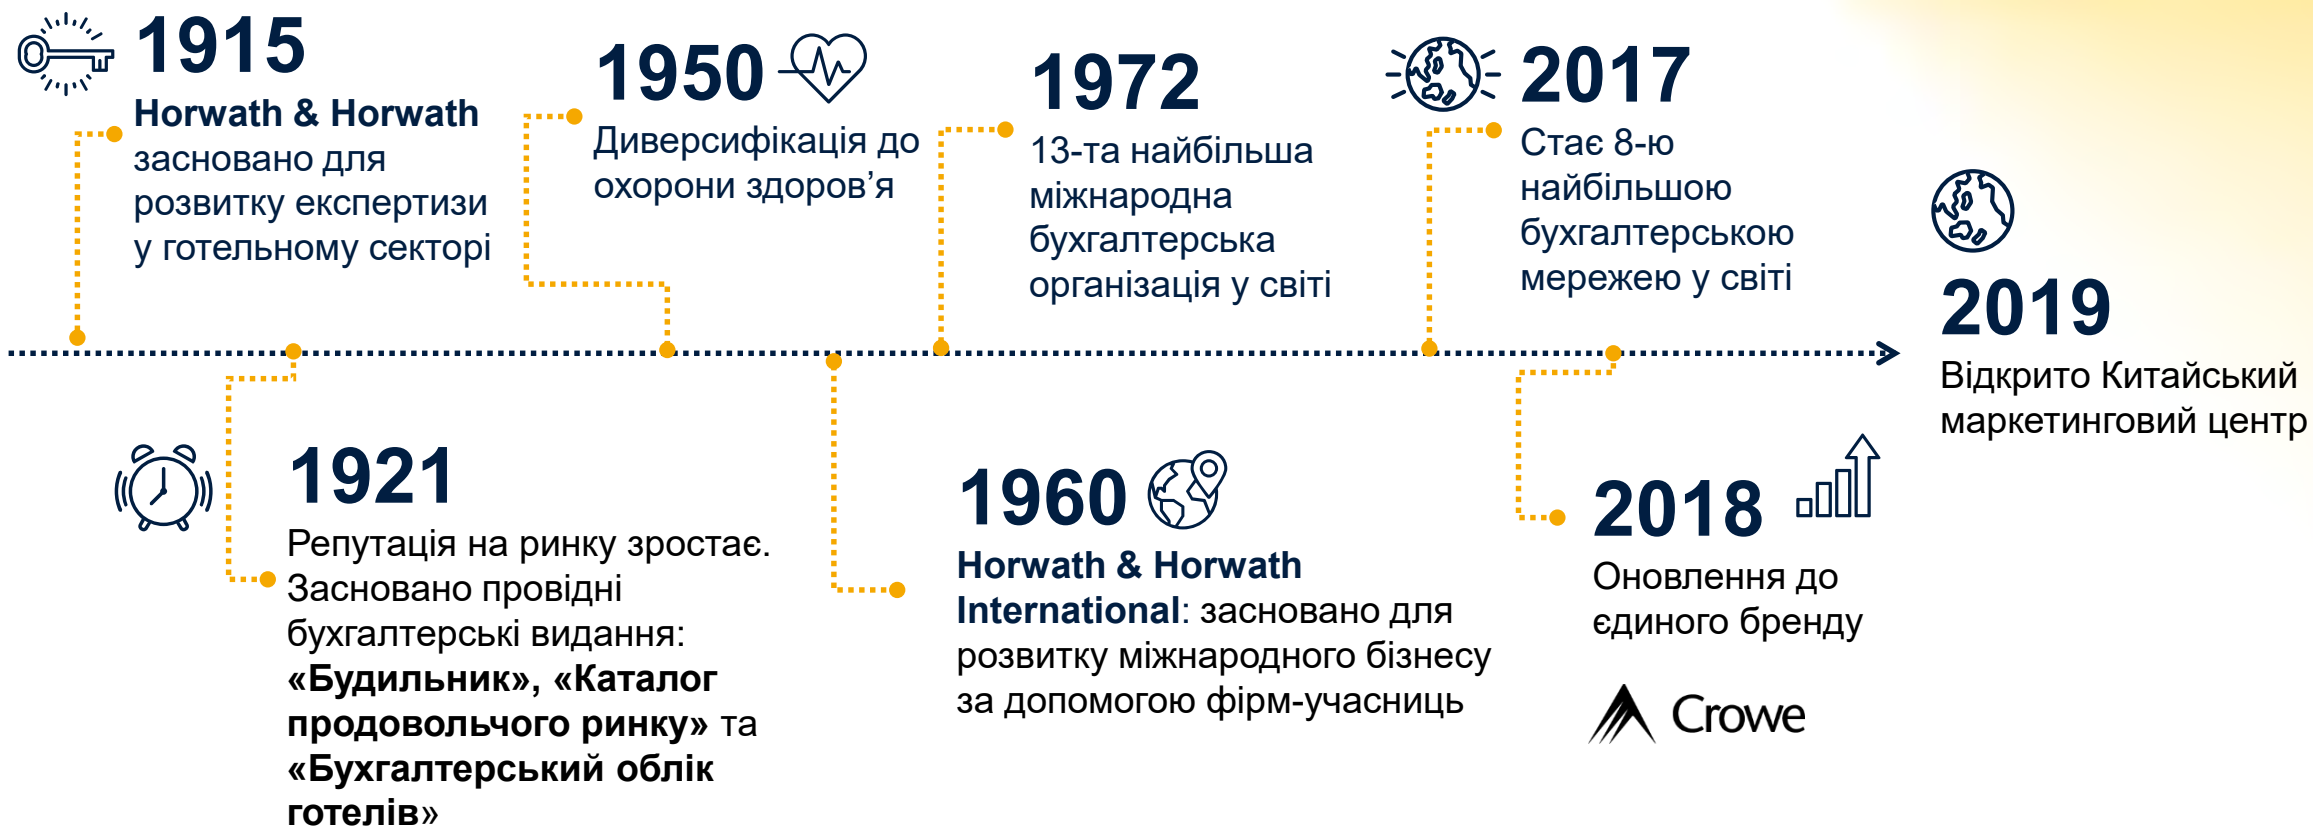 1915
Horwath & Horwath
засновано для
розвитку експертизи
у готельному секторі
1950
Диверсифікація до
охорони здоров’я
1972
13-та найбільша
міжнародна
бухгалтерська
організація у світі
2017
Стає 8-ю
найбільшою
бухгалтерською
мережею у світі
2019
Відкрито Китайський
маркетинговий центр
1921
Репутація на ринку зростає.
Засновано провідні
бухгалтерські видання:
«Будильник», «Каталог
продовольчого ринку» та
«Бухгалтерський облік
готелів»
1960
Horwath & Horwath
International: засновано для
розвитку міжнародного бізнесу
за допомогою фірм-учасниць
2018
Оновлення до
єдиного бренду
Crowe